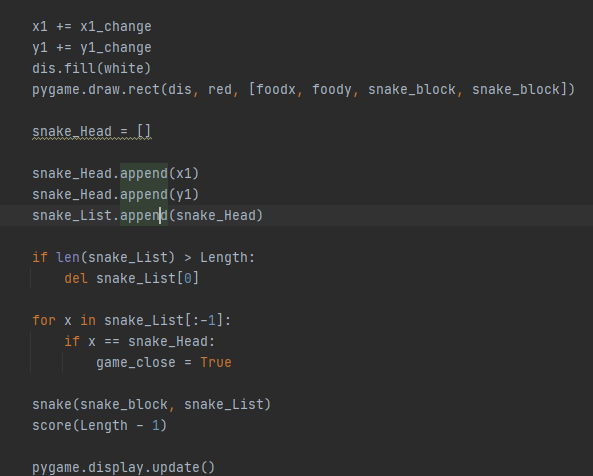 x1 += x1_change
y1 += y1_change
dis.fill(white)
pygame.draw.rect(dis, red, [foodx, foody, snake_block, snake_block])
snake_Head = []
snake_Head.append(x1)
snake_Head.append(y1)
snake_List.append(snake_Head)
if len(snake_List) > Length:
    del snake_List[0]
for x in snake_List[:-1]:
    if x == snake_Head:
        game_close = True
snake(snake_block, snake_List)
score(Length - 1)
pygame.display.update()